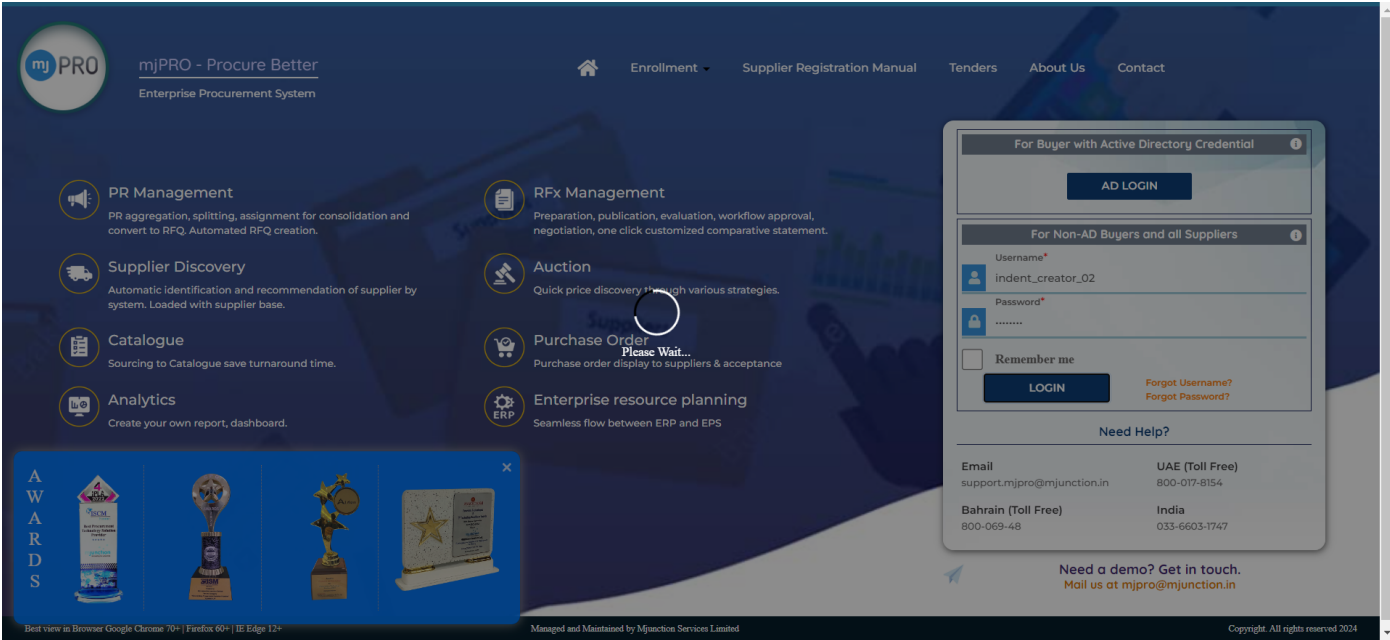 mj PRO
mjPRO - Procure Better
Enterprise Procurement System
Enrollment
Supplier Registration Manual
Tenders
About Us
Contact
PR Management
PR aggregation, splitting, assignment for consolidation and
convert to RFQ. Automated RFQ creation.
RFx Management
Preparation, publication, evaluation, workflow approval,
negotiation, one click customized comparative statement.
Supplier Discovery
Automatic identification and recommendation of supplier by
system. Loaded with supplier base.
Auction
Quick price discovery through various strategies.
Catalogue
Sourcing to Catalogue save turnaround time.
Purchase Order
Purchase order display to suppliers & acceptance
Please Wait...
Analytics
Create your own report, dashboard.
ERP
Enterprise resource planning
Seamless flow between ERP and EPS
For Buyer with Active Directory Credential
AD LOGIN
For Non-AD Buyers and all Suppliers
Username*
indent_creator_02
Password*
........
Remember me
LOGIN
Forgot Username?
Forgot Password?
Need Help?
Email
support.mjpro@mjunction.in
UAE (Toll Free)
800-017-8154
Bahrain (Toll Free)
800-069-48
India
033-6603-1747
Need a demo? Get in touch.
Mail us at mjpro@mjunction.in
A
W
A
R
D
S
×
Best view in Browser Google Chrome 70+ | Firefox 60+ | IE Edge 12+
Managed and Maintained by Mjunction Services Limited
Copyright. All rights reserved 2024